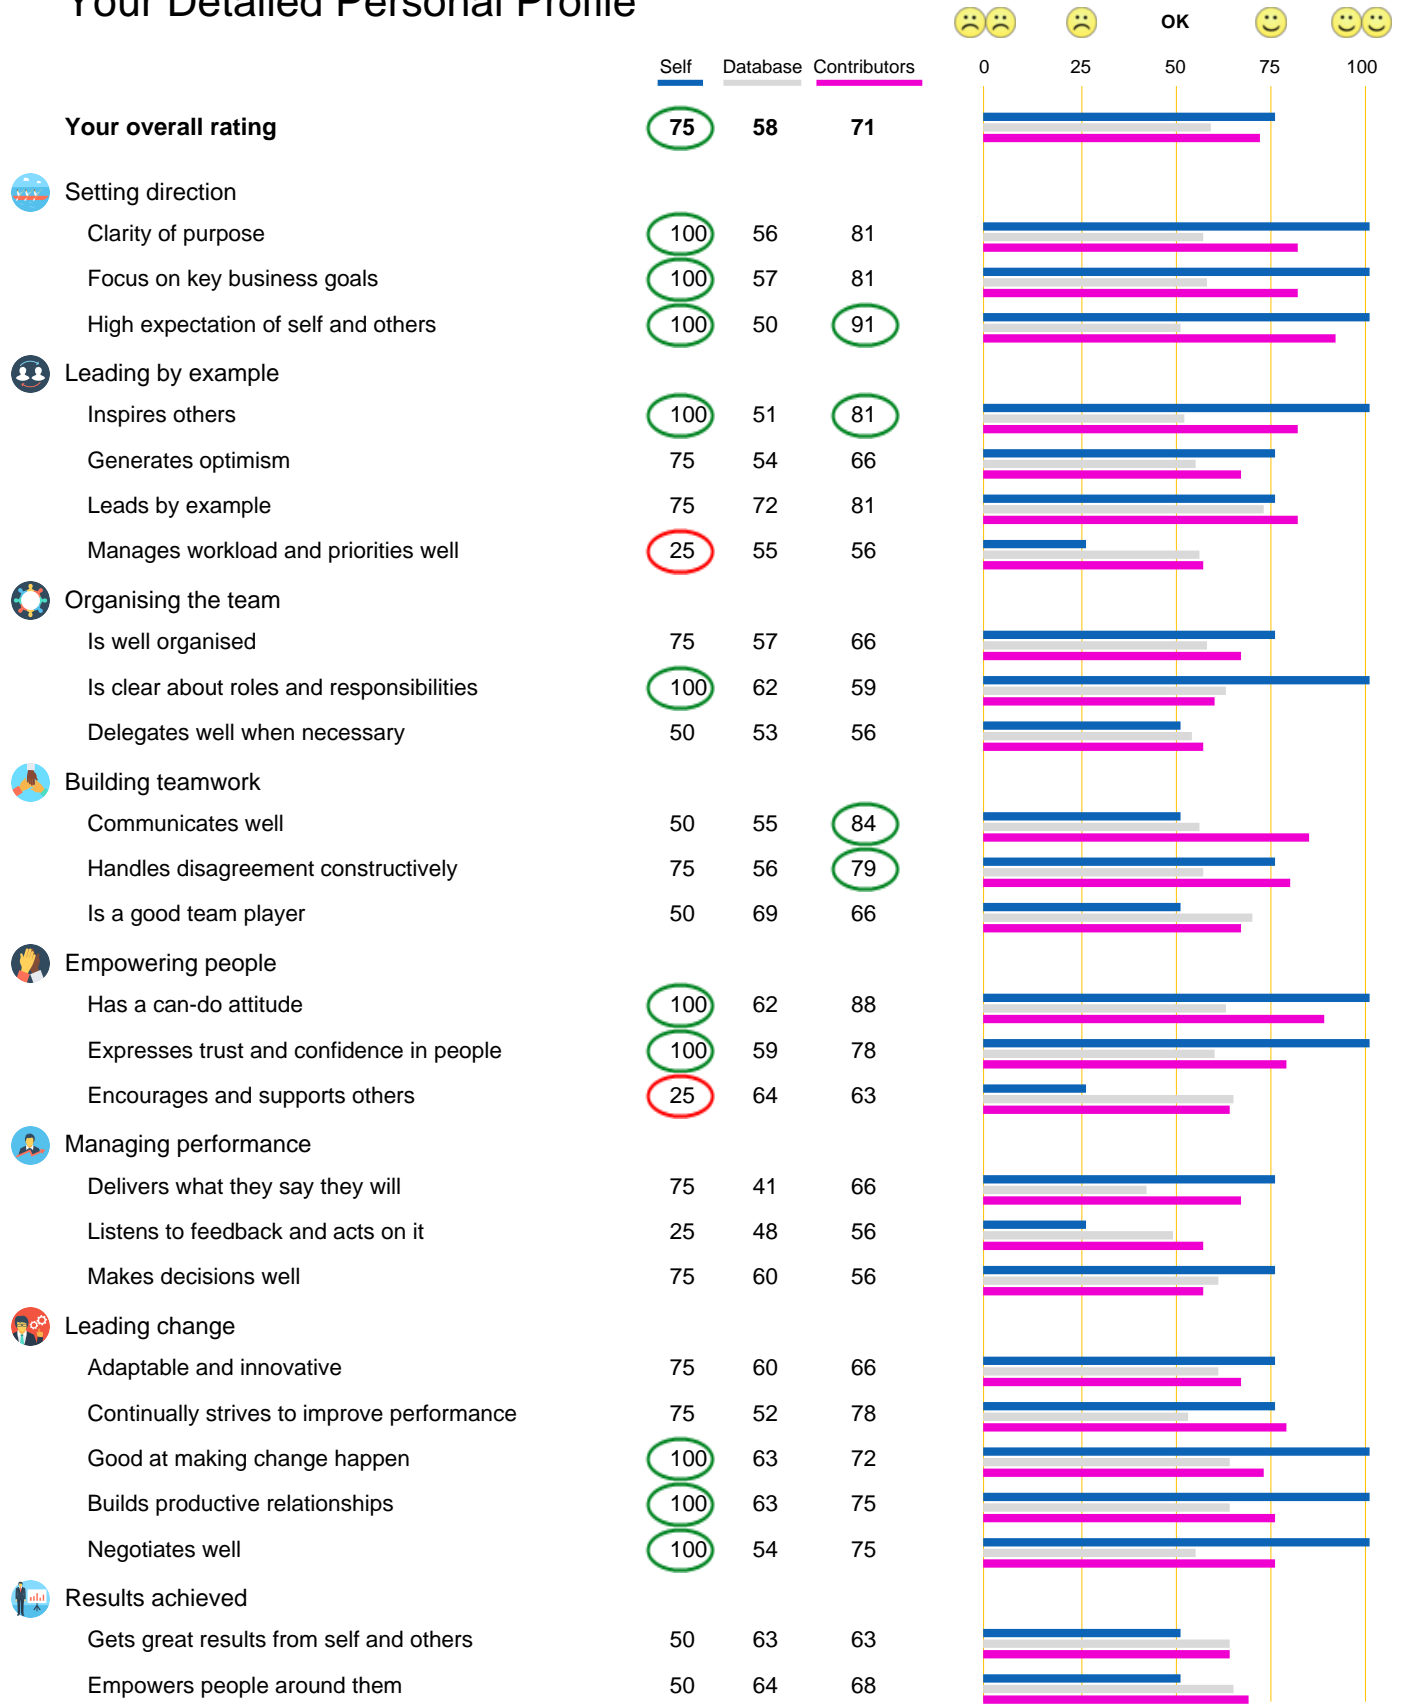 Your Detailed Personal Profile
OK
Self Database Contributors 0 25 50 75 100
Your overall rating 75 58 71
Setting direction
Clarity of purpose 100 56 81
Focus on key business goals 100 57 81
High expectation of self and others 100 50 91
Leading by example
Inspires others 100 51 81
Generates optimism 75 54 66
Leads by example 75 72 81
Manages workload and priorities well 25 55 56
Organising the team
Is well organised 75 57 66
Is clear about roles and responsibilities 100 62 59
Delegates well when necessary 50 53 56
Building teamwork
Communicates well 50 55 84
Handles disagreement constructively 75 56 79
Is a good team player 50 69 66
Empowering people
Has a can-do attitude 100 62 88
Expresses trust and confidence in people 100 59 78
Encourages and supports others 25 64 63
Managing performance
Delivers what they say they will 75 41 66
Listens to feedback and acts on it 25 48 56
Makes decisions well 75 60 56
Leading change
Adaptable and innovative 75 60 66
Continually strives to improve performance 75 52 78
Good at making change happen 100 63 72
Builds productive relationships 100 63 75
Negotiates well 100 54 75
Results achieved
Gets great results from self and others 50 63 63
Empowers people around them 50 64 68